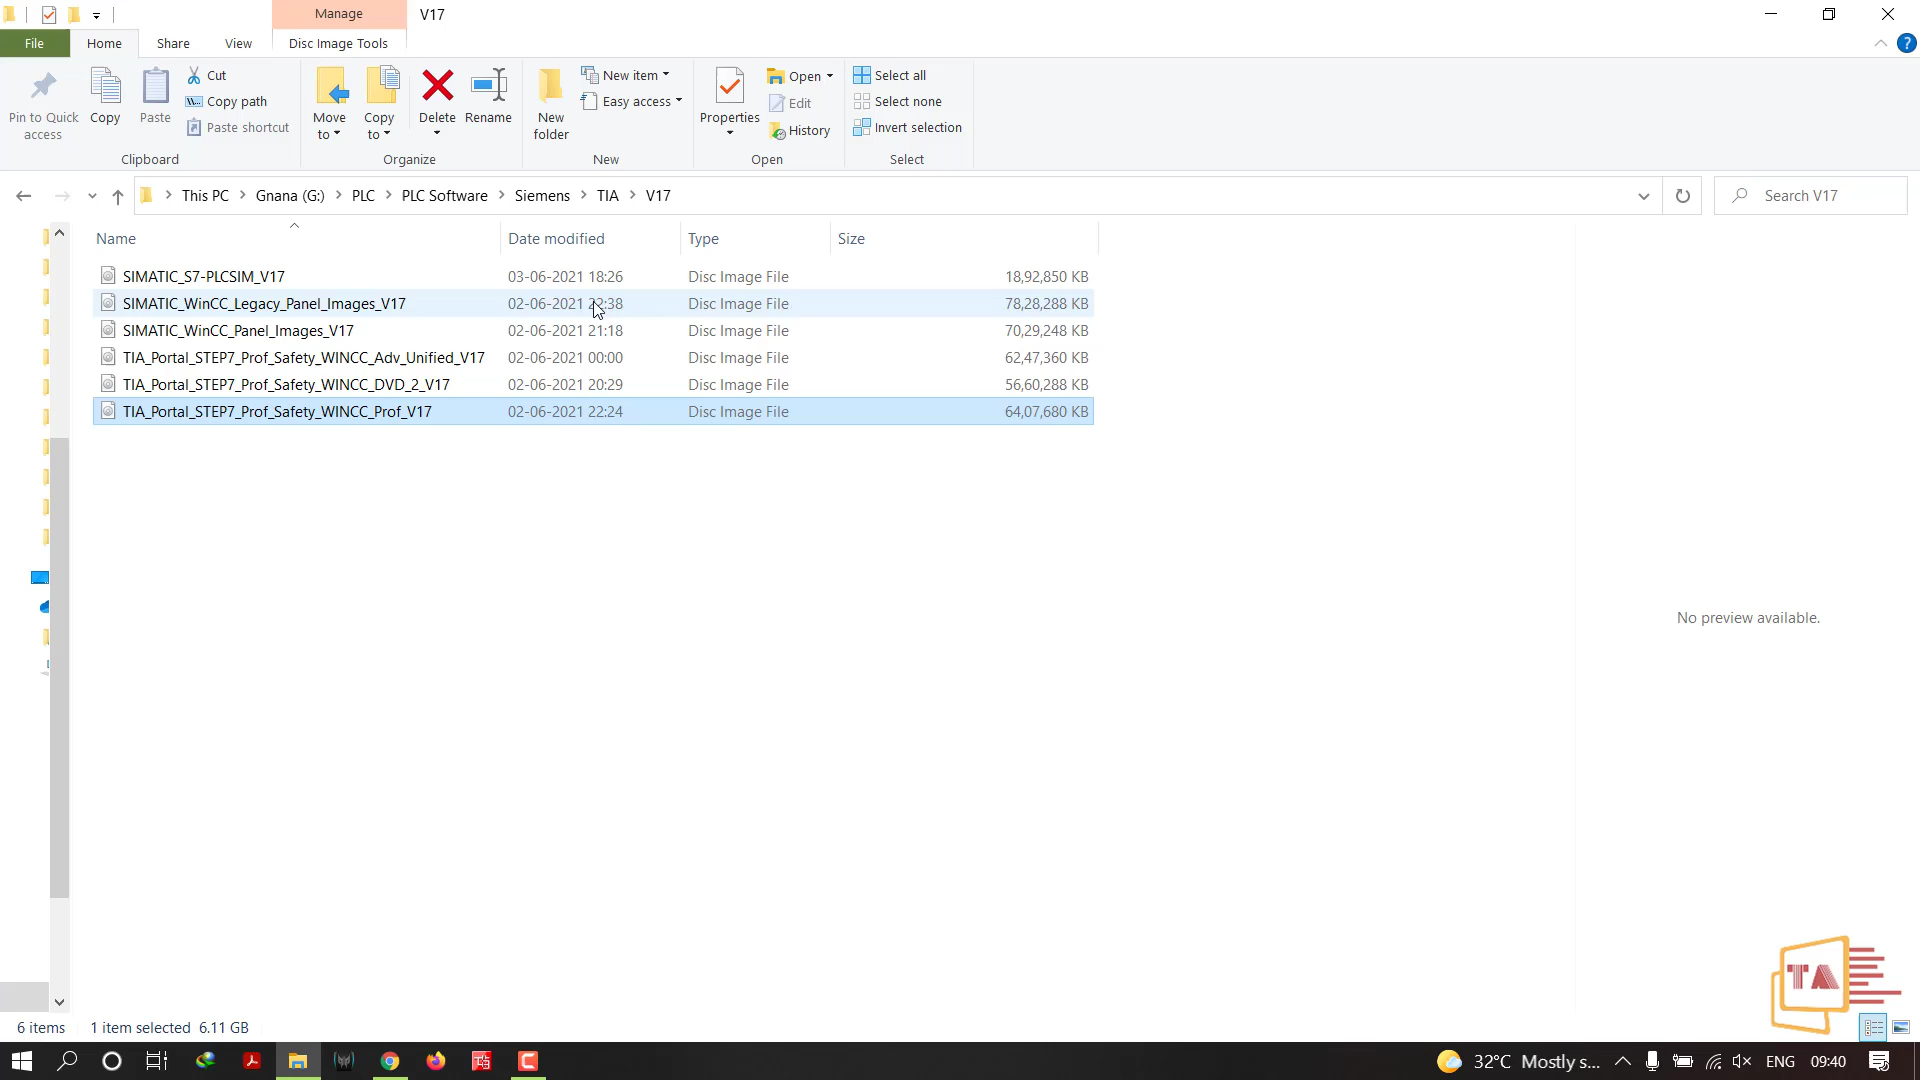 Manage
V17
File
Home
Share
View
Disc Image Tools
Pin to Quick
access
Copy
Paste
Cut
Copy path
Paste shortcut
Clipboard
Move
to
Copy
to
Delete
Rename
Organize
New
folder
New item
Easy access
New
Properties
Open
Edit
History
Open
Select all
Select none
Invert selection
Select
This PC > Gnana (G:) > PLC > PLC Software > Siemens > TIA > V17
Search V17
Name Date modified Type Size
SIMATIC_S7-PLCSIM_V17 03-06-2021 18:26 Disc Image File 18,92,850 KB
SIMATIC_WinCC_Legacy_Panel_Images_V17 02-06-2021 22:38 Disc Image File 78,28,288 KB
SIMATIC_WinCC_Panel_Images_V17 02-06-2021 21:18 Disc Image File 70,29,248 KB
TIA_Portal_STEP7_Prof_Safety_WINCC_Adv_Unified_V17 02-06-2021 00:00 Disc Image File 62,47,360 KB
TIA_Portal_STEP7_Prof_Safety_WINCC_DVD_2_V17 02-06-2021 20:29 Disc Image File 56,60,288 KB
TIA_Portal_STEP7_Prof_Safety_WINCC_Prof_V17 02-06-2021 22:24 Disc Image File 64,07,680 KB
No preview available.
TA
6 items 1 item selected 6.11 GB
32°C Mostly s... ENG 09:40